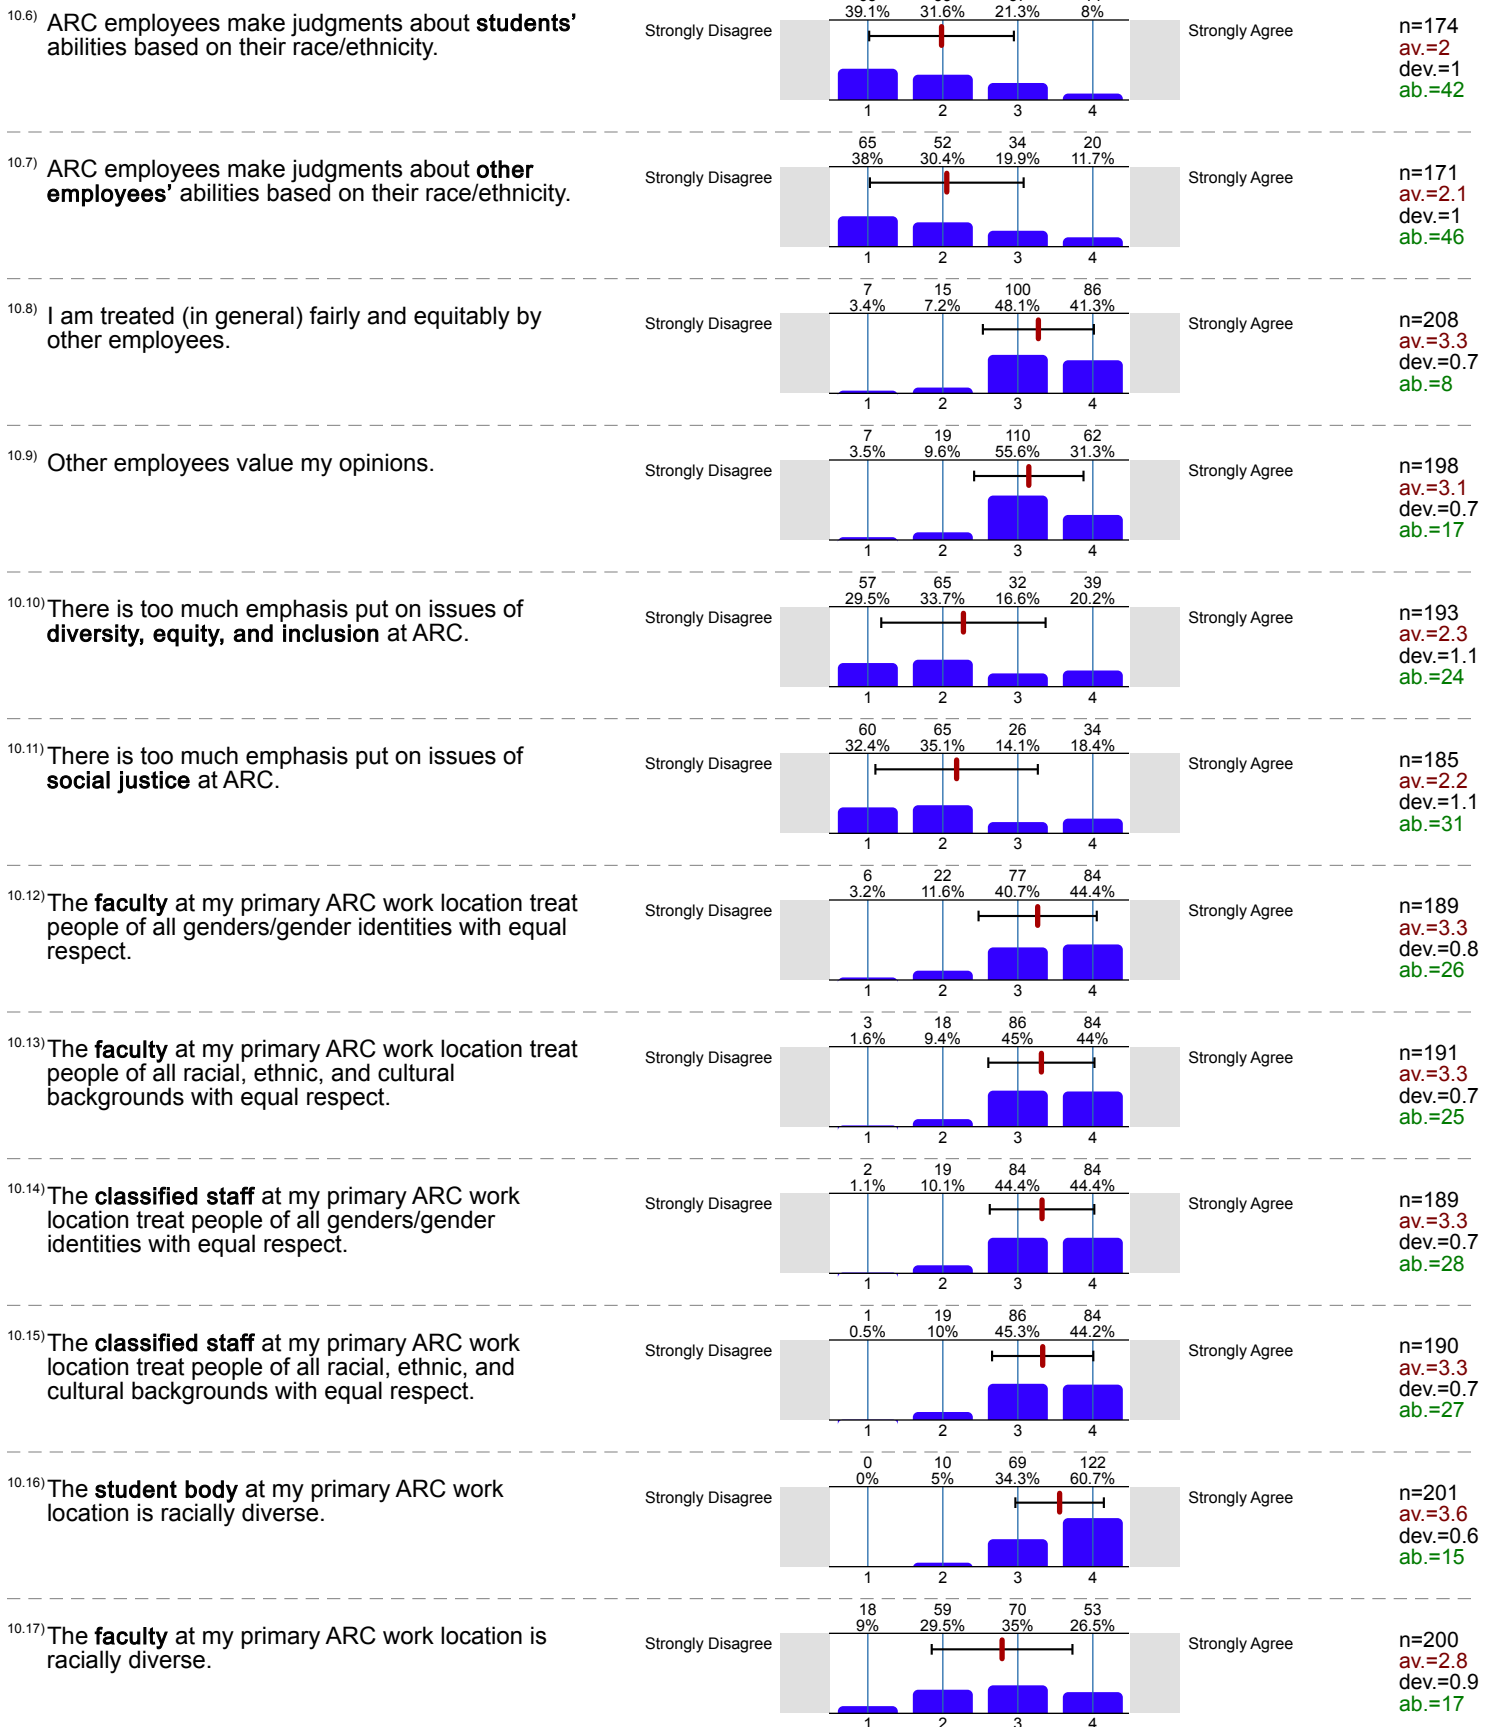 39.1% 31.6% 21.3% 8%
10.6) ARC employees make judgments about students' abilities based on their race/ethnicity.
Strongly Disagree
Strongly Agree
1 2 3 4
n=174
av.=2
dev.=1
ab.=42
65 52 34 20
38% 30.4% 19.9% 11.7%
10.7) ARC employees make judgments about other
employees' abilities based on their race/ethnicity.
Strongly Disagree
Strongly Agree
1 2 3 4
n=171
av.=2.1
dev.=1
ab.=46
7 15 100 86
3.4% 7.2% 48.1% 41.3%
10.8) I am treated (in general) fairly and equitably by
other employees.
Strongly Disagree
Strongly Agree
1 2 3 4
n=208
av.=3.3
dev.=0.7
ab.=8
7 19 110 62
3.5% 9.6% 55.6% 31.3%
10.9) Other employees value my opinions.
Strongly Disagree
Strongly Agree
1 2 3 4
n=198
av.=3.1
dev.=0.7
ab.=17
57 65 32 39
29.5% 33.7% 16.6% 20.2%
10.10) There is too much emphasis put on issues of
diversity, equity, and inclusion at ARC.
Strongly Disagree
Strongly Agree
1 2 3 4
n=193
av.=2.3
dev.=1.1
ab.=24
60 65 26 34
32.4% 35.1% 14.1% 18.4%
10.11) There is too much emphasis put on issues of
social justice at ARC.
Strongly Disagree
Strongly Agree
1 2 3 4
n=185
av.=2.2
dev.=1.1
ab.=31
6 22 77 84
3.2% 11.6% 40.7% 44.4%
10.12) The faculty at my primary ARC work location treat
people of all genders/gender identities with equal
respect.
Strongly Disagree
Strongly Agree
1 2 3 4
n=189
av.=3.3
dev.=0.8
ab.=26
3 18 86 84
1.6% 9.4% 45% 44%
10.13) The faculty at my primary ARC work location treat
people of all racial, ethnic, and cultural
backgrounds with equal respect.
Strongly Disagree
Strongly Agree
1 2 3 4
n=191
av.=3.3
dev.=0.7
ab.=25
2 19 84 84
1.1% 10.1% 44.4% 44.4%
10.14) The classified staff at my primary ARC work
location treat people of all genders/gender
identities with equal respect.
Strongly Disagree
Strongly Agree
1 2 3 4
n=189
av.=3.3
dev.=0.7
ab.=28
1 19 86 84
0.5% 10% 45.3% 44.2%
10.15) The classified staff at my primary ARC work
location treat people of all racial, ethnic, and
cultural backgrounds with equal respect.
Strongly Disagree
Strongly Agree
1 2 3 4
n=190
av.=3.3
dev.=0.7
ab.=27
0 10 69 122
0% 5% 34.3% 60.7%
10.16) The student body at my primary ARC work
location is racially diverse.
Strongly Disagree
Strongly Agree
1 2 3 4
n=201
av.=3.6
dev.=0.6
ab.=15
18 59 70 53
9% 29.5% 35% 26.5%
10.17) The faculty at my primary ARC work location is
racially diverse.
Strongly Disagree
Strongly Agree
1 2 3 4
n=200
av.=2.8
dev.=0.9
ab.=17